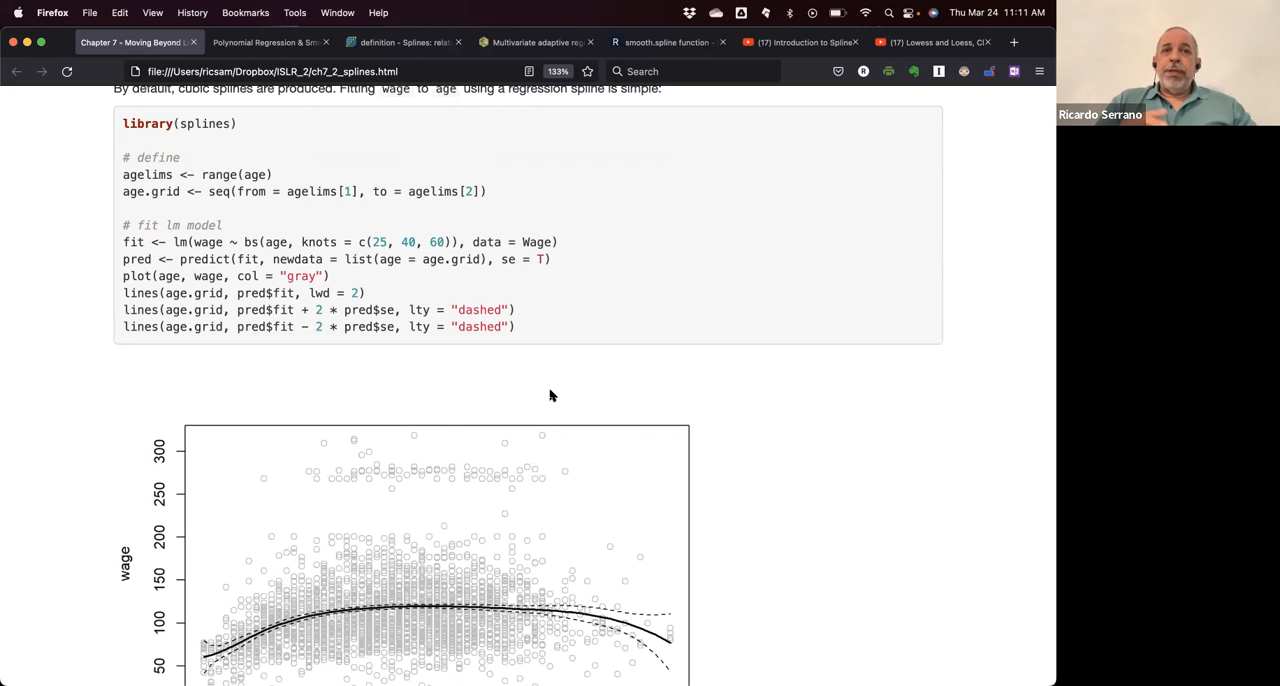 Firefox File Edit View History Bookmarks Tools Window Help Thu Mar 24 11:11 AM
Chapter 7 - Moving Beyond L Polynomial Regression & Smo definition - Splines: rela Multivariate adaptive reg smooth.spline function - (17) Introduction to Spline (17) Lowess and Loess, Cl
file:///Users/ricsam/Dropbox/ISLR_2/ch7_2_splines.html 133% Search
Ricardo Serrano
By default, cubic splines are produced. Fitting wage to age using a regression spline is simple:
library(splines)
# define
agelims <- range(age)
age.grid <- seq(from = agelims[1], to = agelims[2])
# fit lm model
fit <- lm(wage ~ bs(age, knots = c(25, 40, 60)), data = Wage)
pred <- predict(fit, newdata = list(age = age.grid), se = T)
plot(age, wage, col = "gray")
lines(age.grid, pred$fit, lwd = 2)
lines(age.grid, pred$fit + 2 * pred$se, lty = "dashed")
lines(age.grid, pred$fit - 2 * pred$se, lty = "dashed")
300
250
200
150
100
50
wage